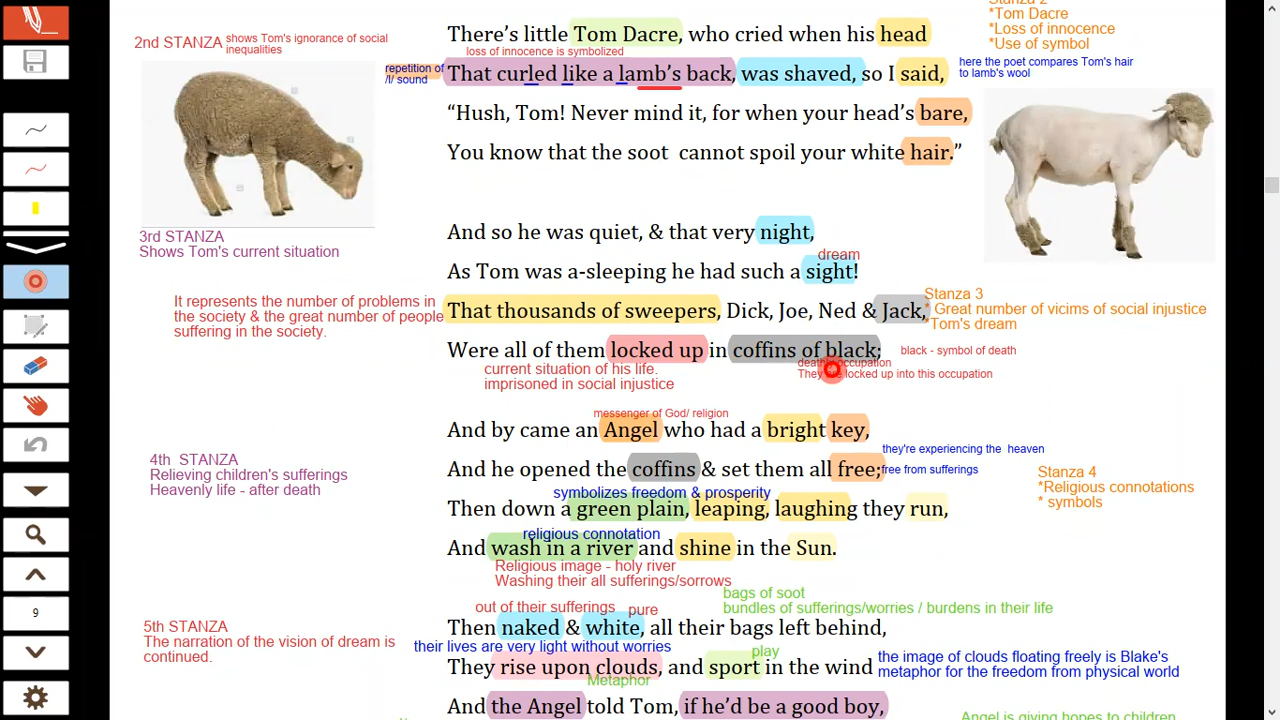 Stanza 2
There's little Tom Dacre, who cried when his head
*Tom Dacre
*Loss of innocence
*Use of symbol
2nd STANZA shows Tom's ignorance of social
inequalities
loss of innocence is symbolized
repetition of
/l/ sound
That curled like a lamb's back, was shaved, so I said,
here the poet compares Tom's hair
to lamb's wool
"Hush, Tom! Never mind it, for when your head's bare,
You know that the soot cannot spoil your white hair."
3rd STANZA
Shows Tom's current situation
And so he was quiet, & that very night,
dream
As Tom was a-sleeping he had such a sight!
It represents the number of problems in
the society & the great number of people
suffering in the society.
That thousands of sweepers, Dick, Joe, Ned & Jack,
Stanza 3
* Great number of vicims of social injustice
*Tom's dream
Were all of them locked up in coffins of black;
black - symbol of death
current situation of his life.
imprisoned in social injustice
occupation
They locked up into this occupation
messenger of God/ religion
And by came an Angel who had a bright key,
4th STANZA
Relieving children's sufferings
Heavenly life - after death
they're experiencing the heaven
And he opened the coffins & set them all free;
free from sufferings
Stanza 4
*Religious connotations
* symbols
symbolizes freedom & prosperity
Then down a green plain, leaping, laughing they run,
religious connotation
And wash in a river and shine in the Sun.
Religious image - holy river
Washing their all sufferings/sorrows
bags of soot
bundles of sufferings/worries / burdens in their life
out of their sufferings pure
5th STANZA
The narration of the vision of dream is
continued.
Then naked & white, all their bags left behind,
their lives are very light without worries
play
They rise upon clouds, and sport in the wind
the image of clouds floating freely is Blake's
metaphor for the freedom from physical world
Metaphor
And the Angel told Tom, if he'd be a good boy,
Angel is giving hopes to children
9